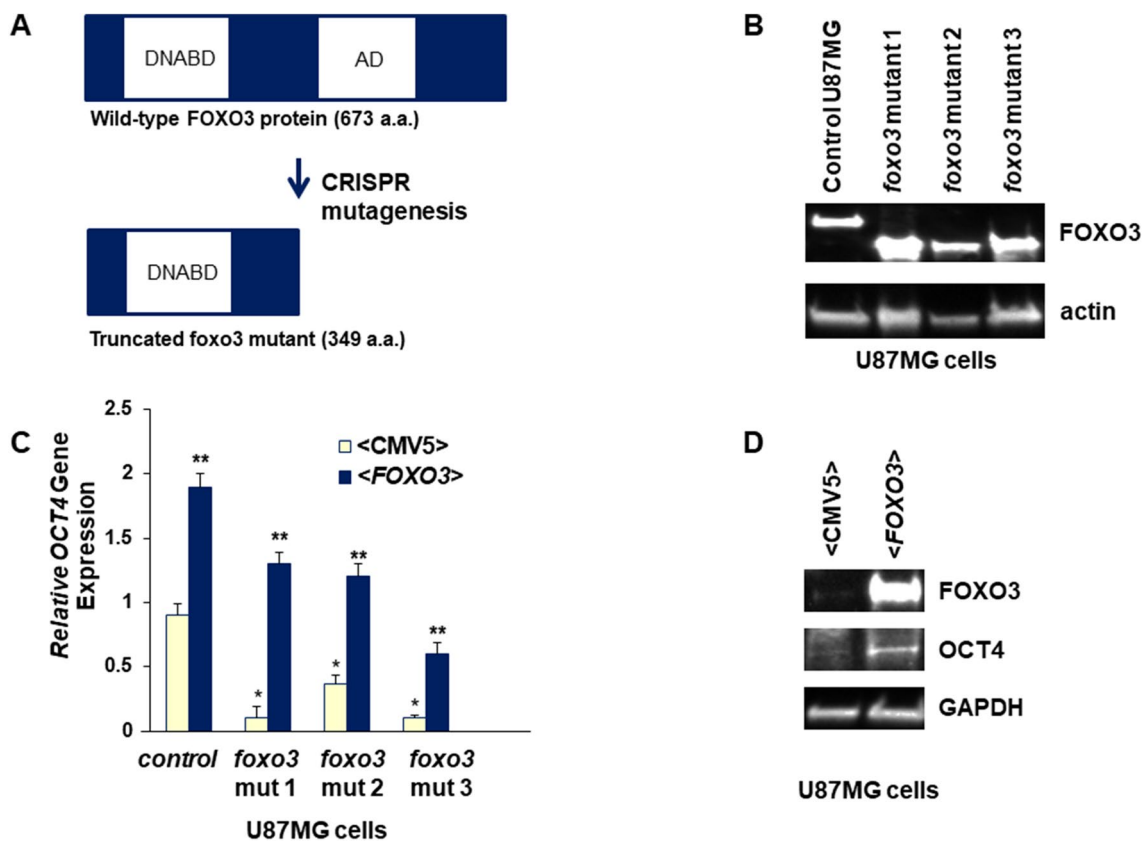 A
DNABD
AD
Wild-type FOXO3 protein (673 a.a.)
CRISPR
mutagenesis
DNABD
Truncated foxo3 mutant (349 a.a.)
B
Control U87MG
foxo3 mutant 1
foxo3 mutant 2
foxo3 mutant 3
FOXO3
actin
U87MG cells
C
Relative OCT4 Gene
Expression
2.5
2
1.5
1
0.5
0
<CMV5>
<FOXO3>
**
*
**
*
**
*
**
control
foxo3
mut 1
foxo3
mut 2
foxo3
mut 3
U87MG cells
D
<CMV5>
<FOXO3>
FOXO3
OCT4
GAPDH
U87MG cells